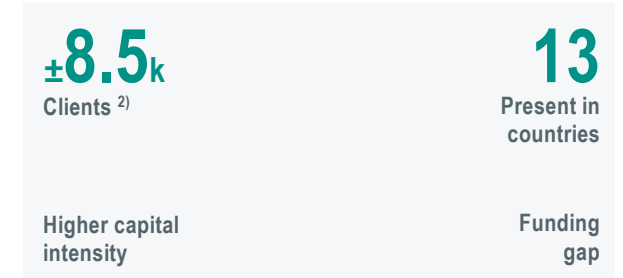 ±8.5k
Clients 2)
13
Present in
countries
Higher capital
intensity
Funding
gap